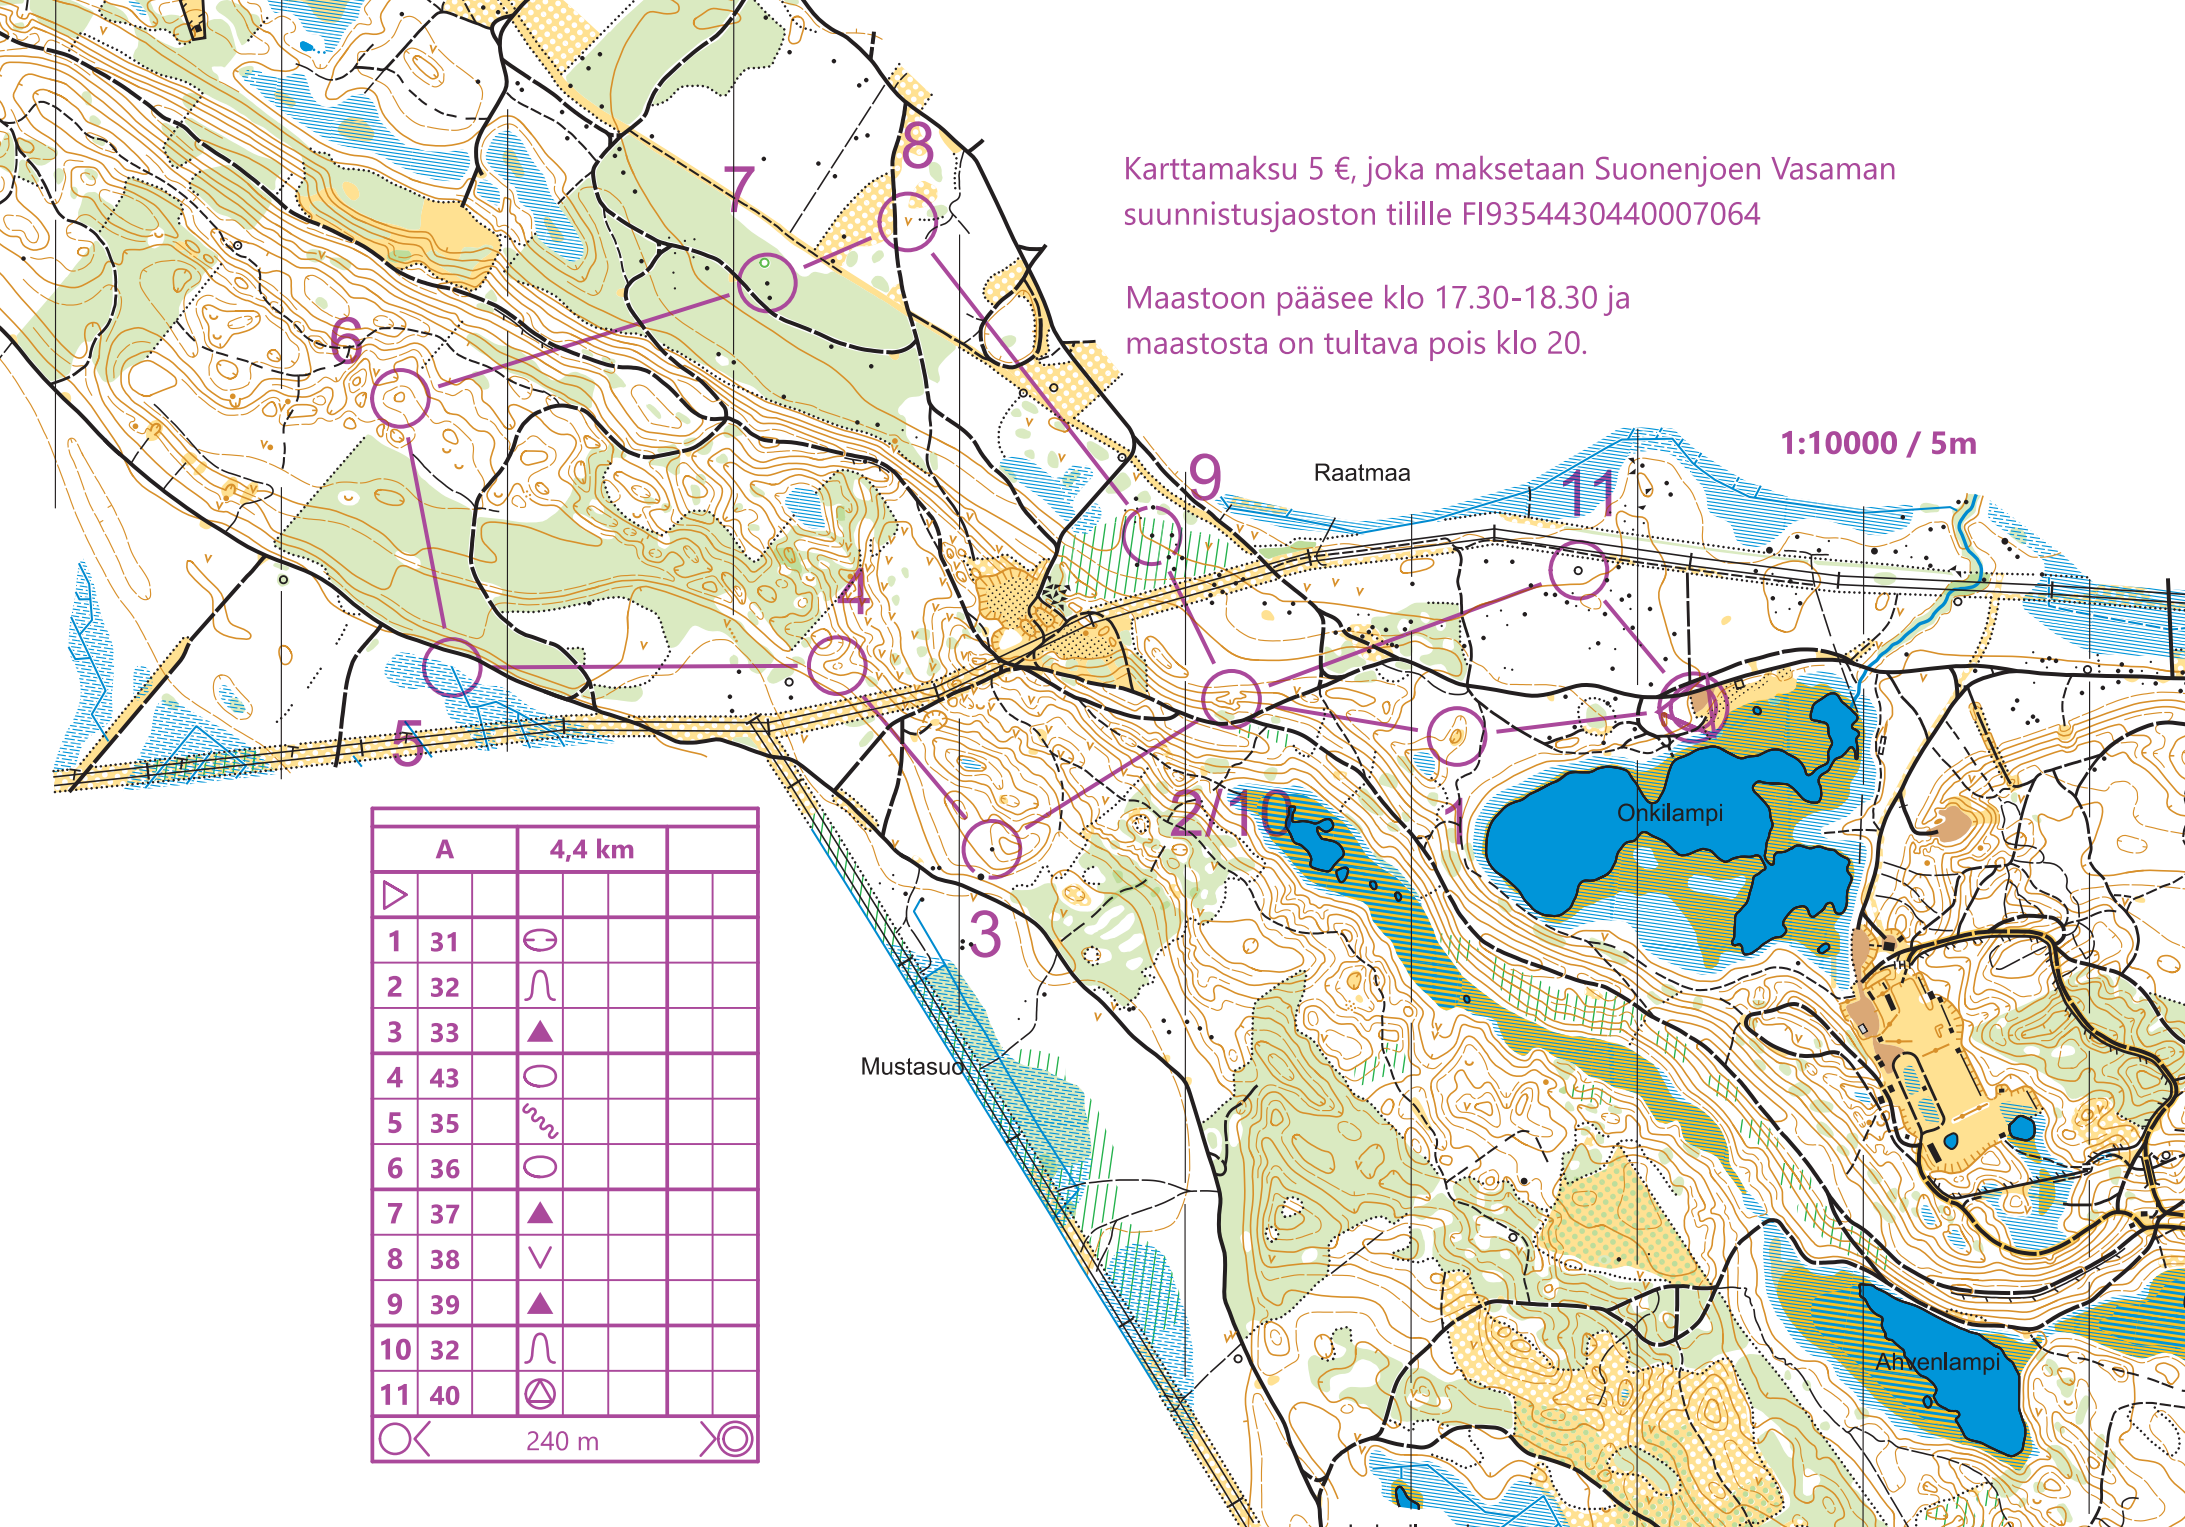 Karttamaksu 5 €, joka maksetaan Suonenjoen Vasaman
suunnistusjaoston tilille FI9354430440007064
Maastoon pääsee klo 17.30-18.30 ja
maastosta on tultava pois klo 20.
1:10000 / 5m
8
7
6
9
Raatmaa
11
4
5
2/10
1
Onkilampi
3
Mustasuo
Ahvenlampi
A 4,4 km
1 31
2 32
3 33
4 43
5 35
6 36
7 37
8 38
9 39
10 32
11 40
240 m